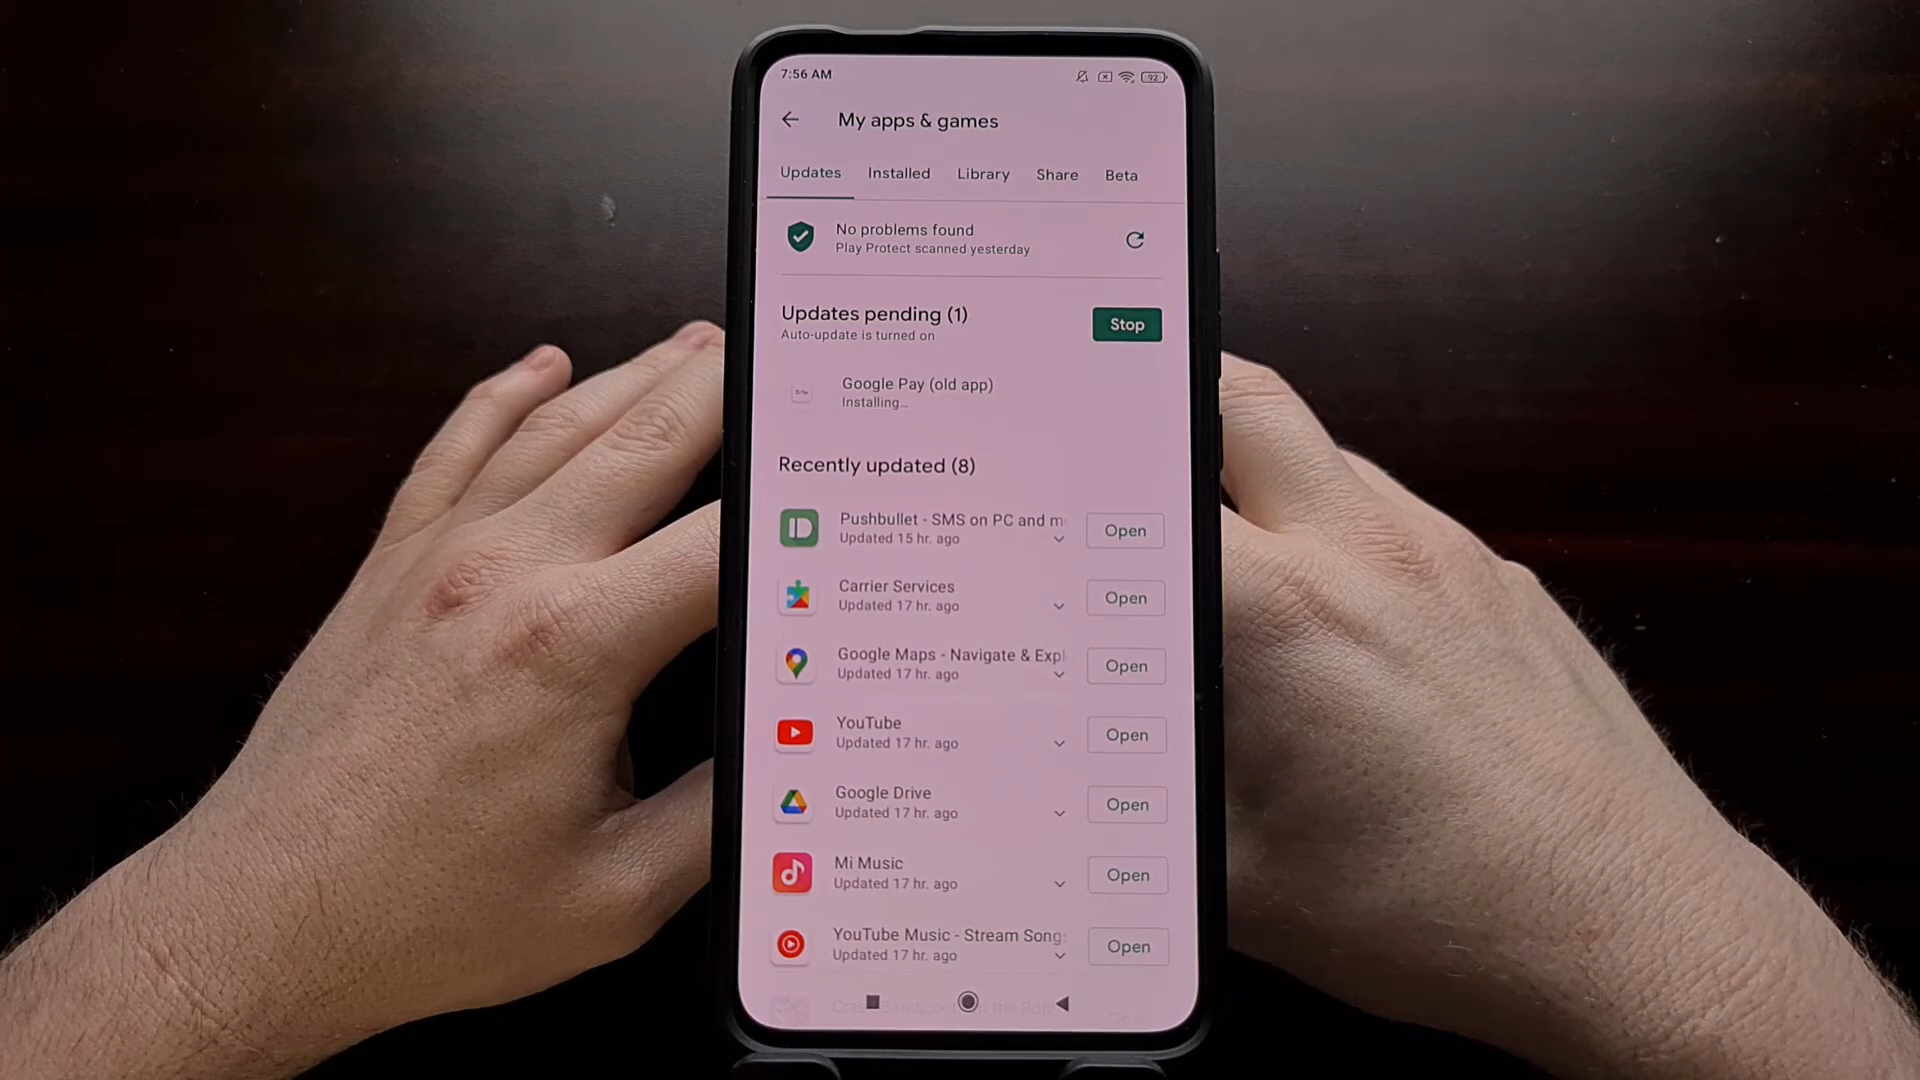 7:56 AM
92
My apps & games
Updates Installed Library Share Beta
No problems found
Play Protect scanned yesterday
Updates pending (1)
Auto-update is turned on
Stop
Google Pay (old app)
Installing...
Recently updated (8)
Pushbullet - SMS on PC and m
Updated 15 hr. ago
Open
Carrier Services
Updated 17 hr. ago
Open
Google Maps - Navigate & Expl
Updated 17 hr. ago
Open
YouTube
Updated 17 hr. ago
Open
Google Drive
Updated 17 hr. ago
Open
Mi Music
Updated 17 hr. ago
Open
YouTube Music - Stream Songs
Updated 17 hr. ago
Open
the Run